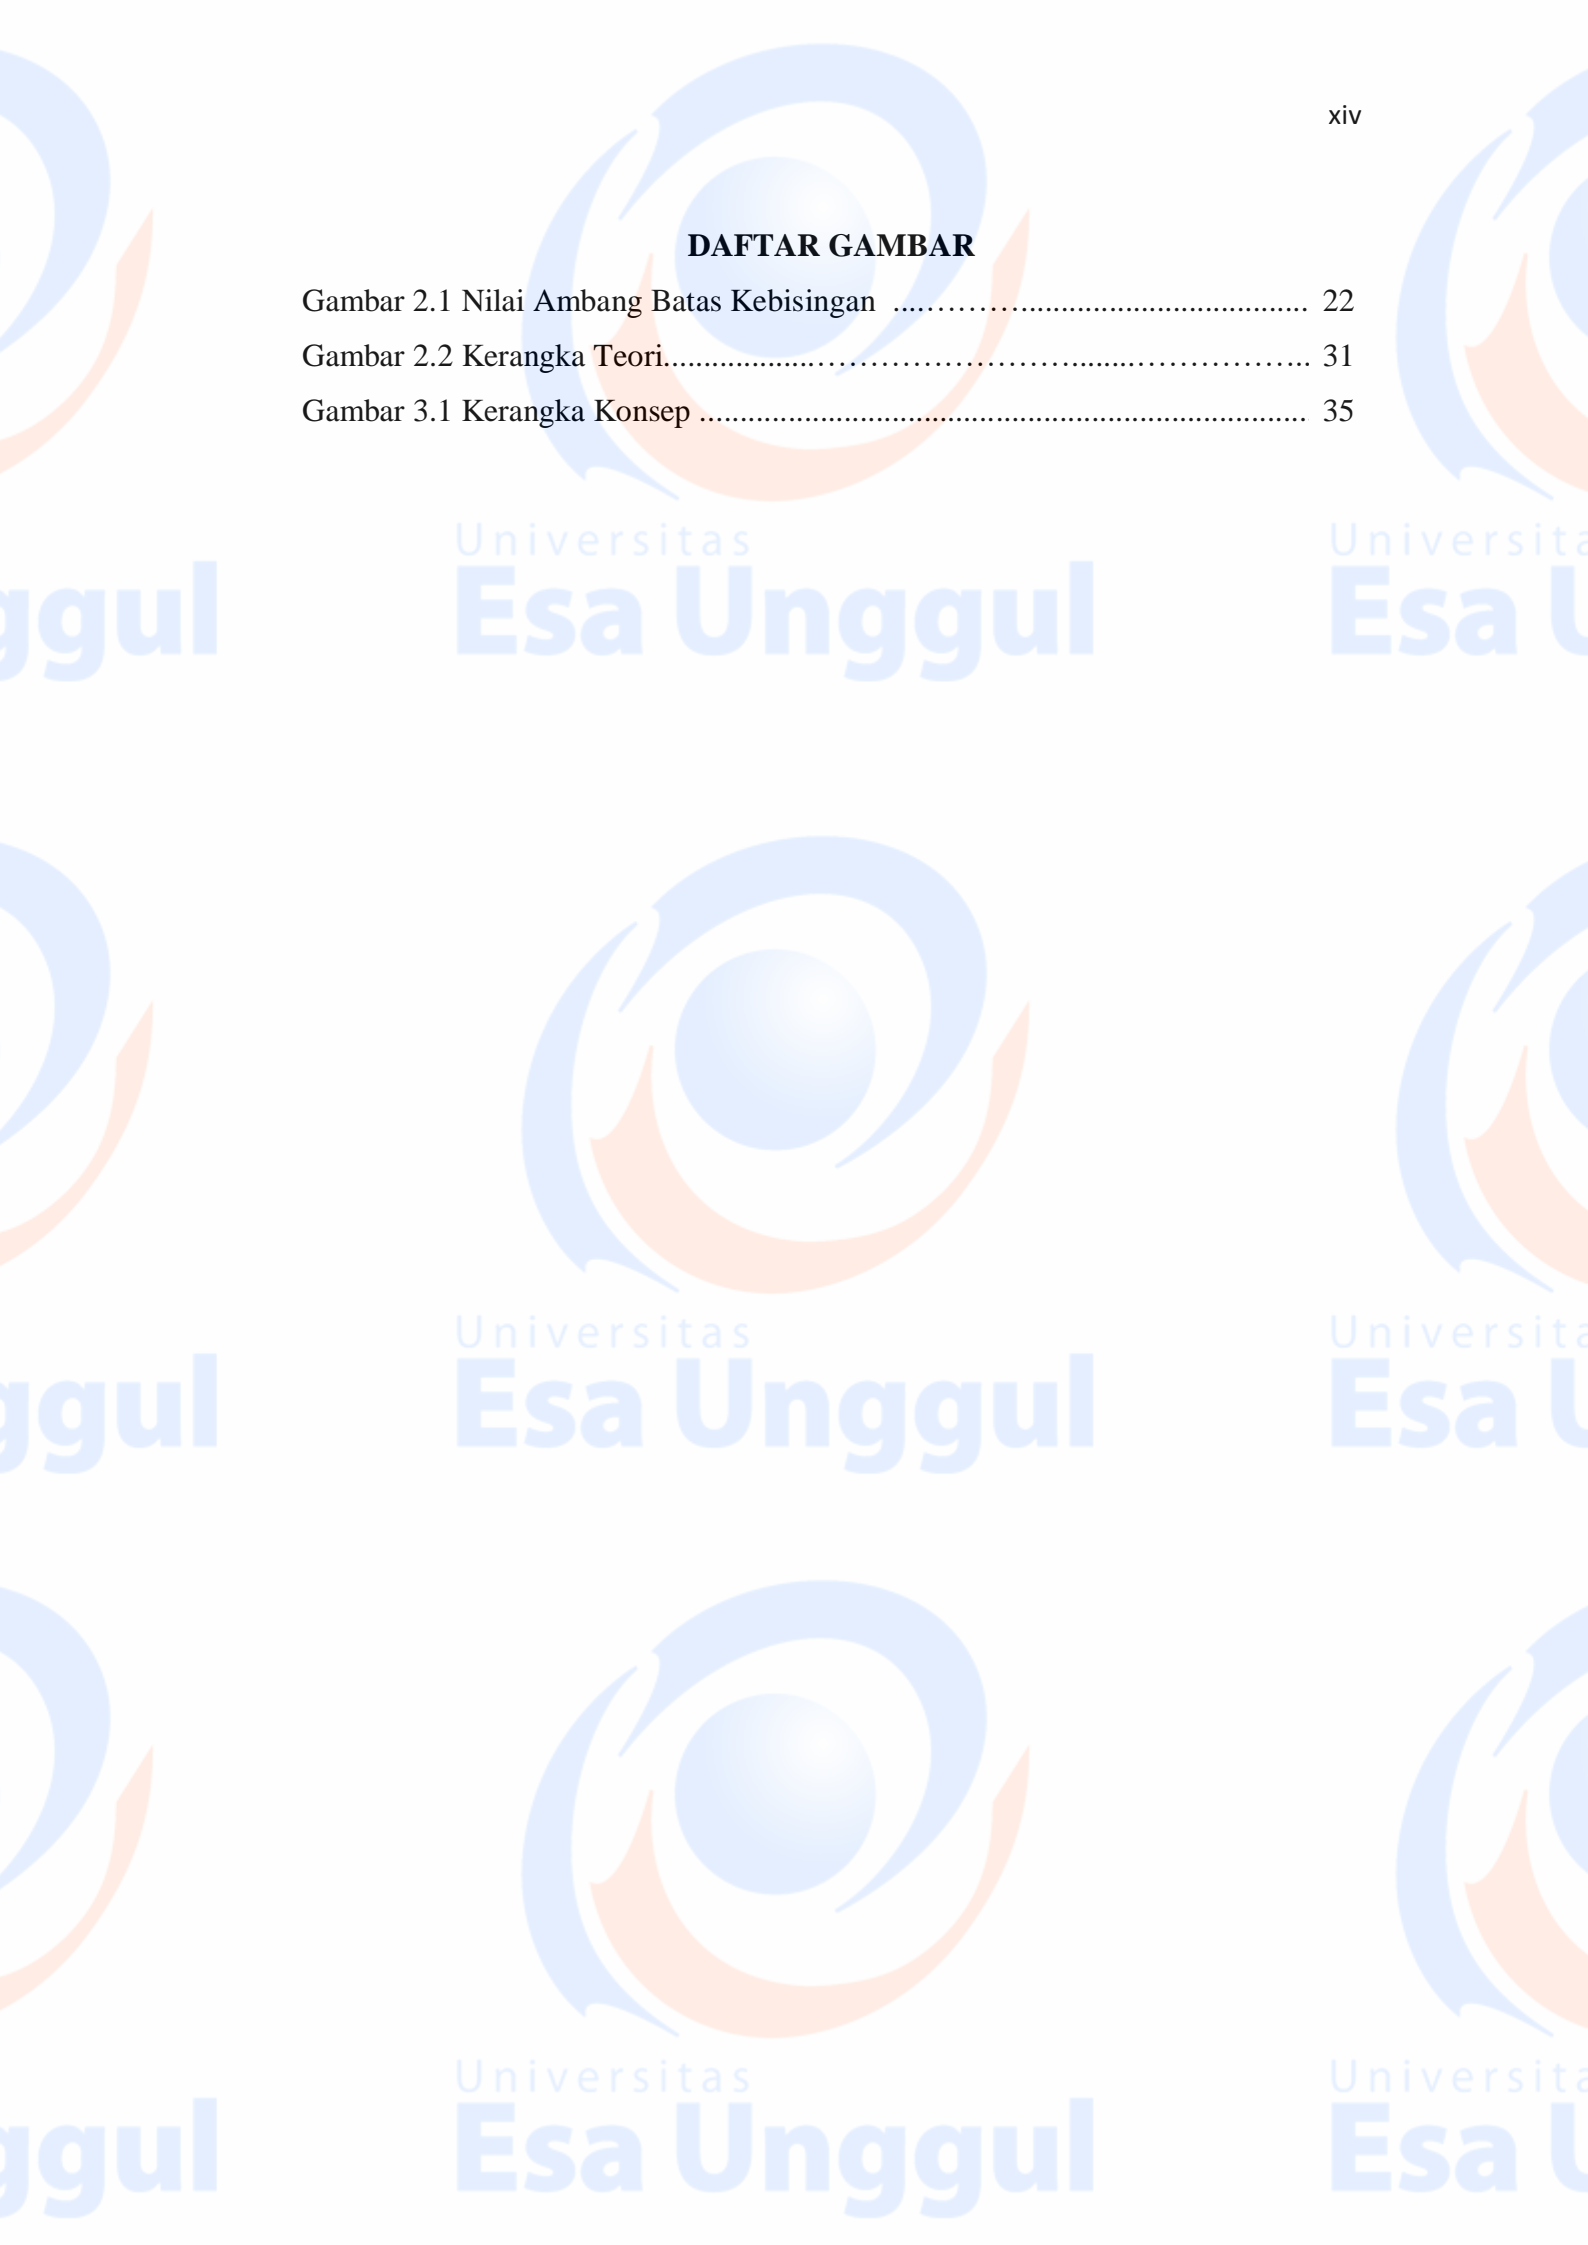 xiv
DAFTAR GAMBAR
Gambar 2.1 Nilai Ambang Batas Kebisingan ....………...................................... 22
Gambar 2.2 Kerangka Teori...................…………………………........……………... 31
Gambar 3.1 Kerangka Konsep ............................................................................ 35
Universitas
Esa Unggul
Universitas
Esa Unggul
Universitas
Esa Unggul